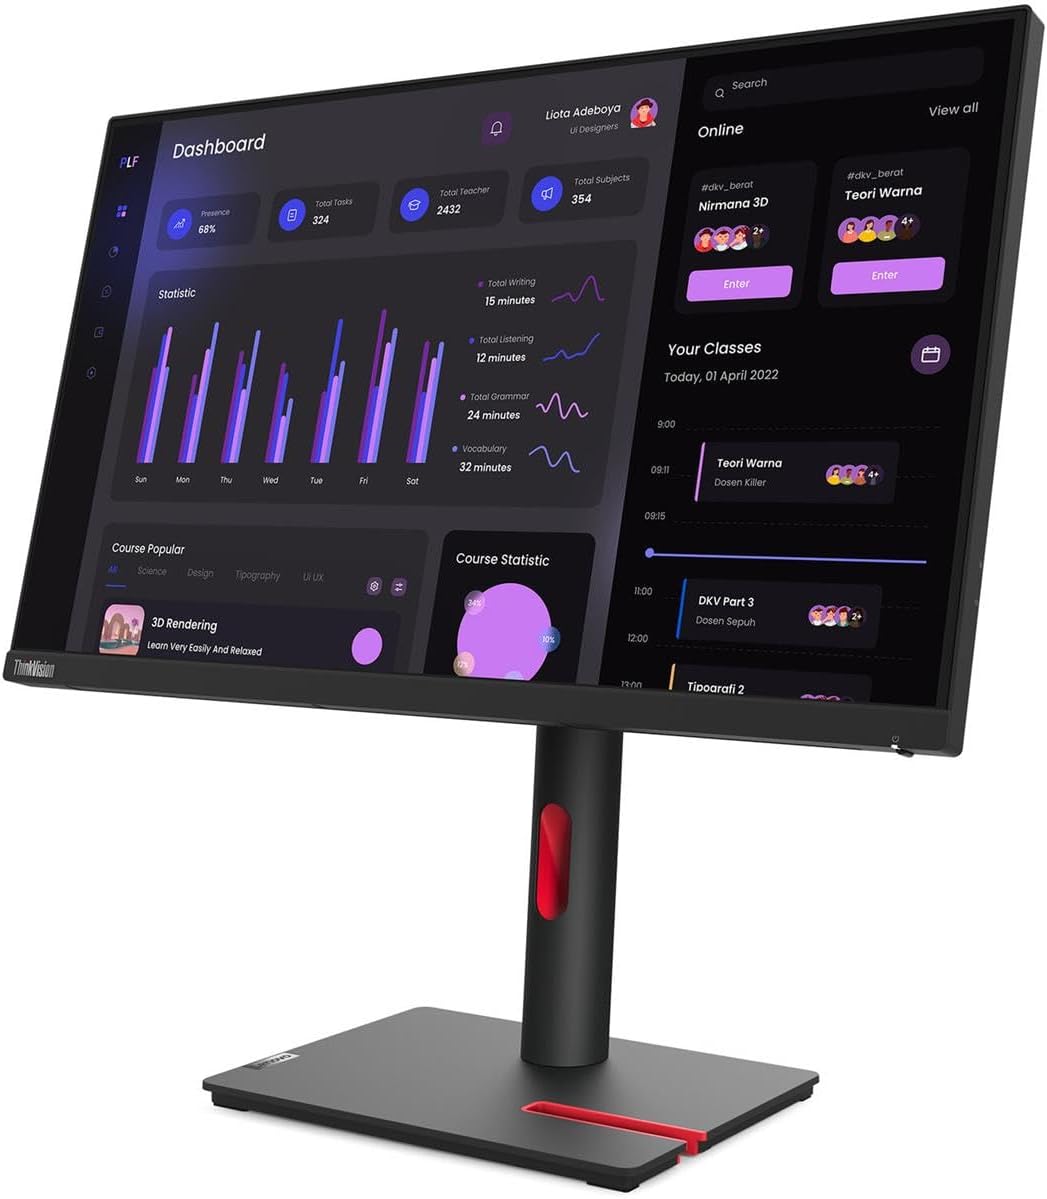 PLF
Dashboard
Liota Adeboya
Ui Designers
Presence
68%
Total Tasks
324
Total Teacher
2432
Total Subjects
354
Statistic
Total Writing
15 minutes
Total Listening
12 minutes
Total Grammar
24 minutes
Vocabulary
32 minutes
Sun Mon Thu Wed Tue Fri Sat
Course Popular
All Science Design Typography Ui UX
3D Rendering
Learn Very Easily And Relaxed
Course Statistic
34%
10%
12%
Search
Online
View all
#dkv_berat
Nirmana 3D
2+
Enter
#dkv_berat
Teori Warna
4+
Enter
Your Classes
Today, 01 April 2022
9:00
09:11
Teori Warna
Dosen Killer
4+
09:15
11:00
DKV Part 3
Dosen Sepuh
2+
12:00
13:00
Tipografi 2
ThinkVision
Lenovo